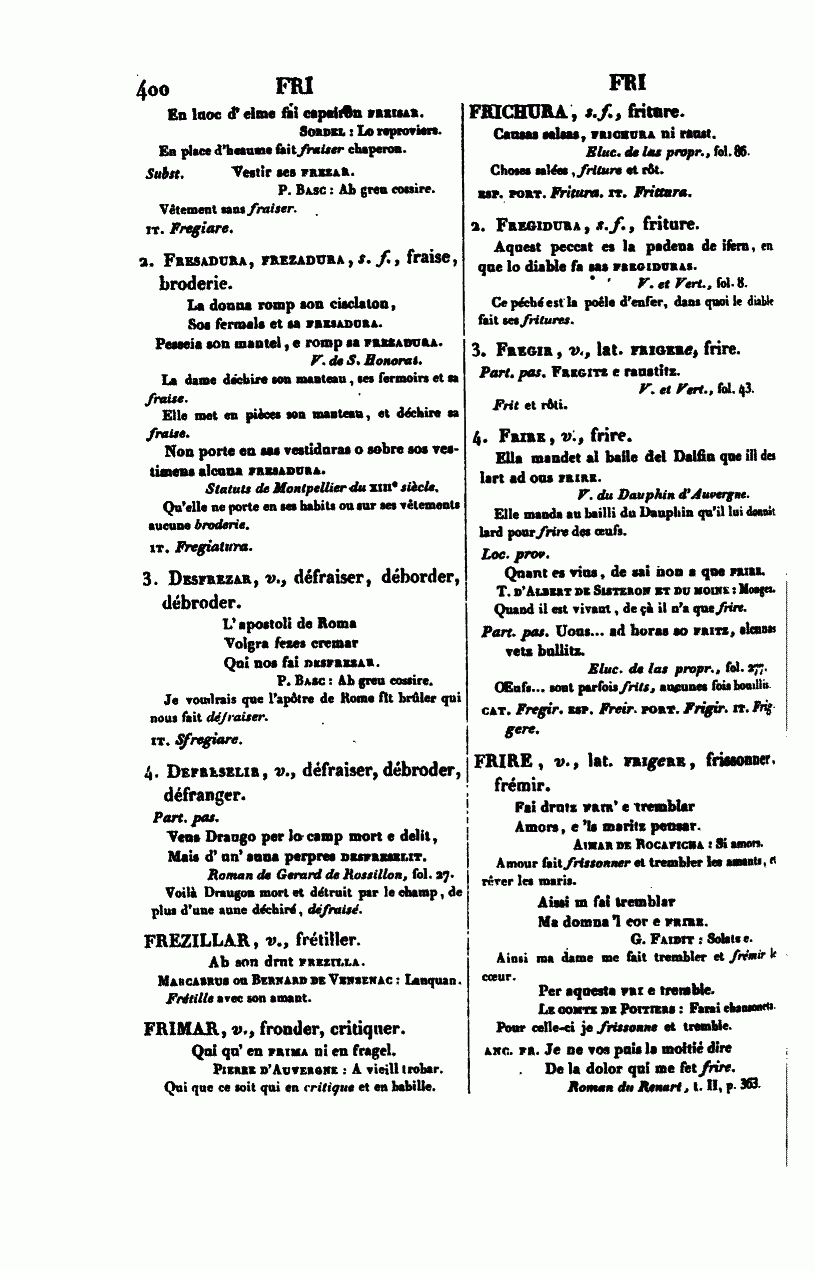 400 FRI FRI
En luoc d' elme fái capairon FREISAR.
SORDEL : Lo reproviers.
En place d'heaume fait fraiser chaperon.
Subst. Vestir ses FREZAR.
P. BASC : Ab greu cossire.
Vêtement sans fraiser.
IT. Fregiare.
2. FRESADURA, FREZADURA, s. f., fraise,
broderie.
La donna romp son cisclaton,
Sos fermals et sa FRESADURA.
Pesseia son mantel, e romp sa FRESADURA.
V. de S. Honorat.
La dame déchire son manteau, ses fermoirs et sa
fraise.
Elle met en pièces son manteau, et déchire sa
fraise.
Non porte en sas vestiduras o sobre sos ves-
timens alcuna FRESADURA.
Statuts de Montpellier du XIIIe siècle.
Qu'elle ne porte en ses habits ou sur ses vêtements
aucune broderie.
IT. Fregiatura.
3. DESFREZAR, v., défraiser, déborder,
débroder.
L' apostoli de Roma
Volgra fezes cremar
Qui nos fai DESFREZAR.
P. BASC : Ab greu cossire.
Je voudrais que l'apôtre de Rome fît brûler qui
nous fait défraiser.
IT. Sfregiare.
4. DEFRESELIR, v., défraiser, débroder,
défranger.
Part. pas.
Vens Draugo per lo camp mort e delit,
Mais d' un' auna perpres DESFRESELIT.
Roman de Gerard de Rossillon, fol. 27.
Voilà Draugon mort et détruit par le champ, de
plus d'une aune déchiré, défraisé.
FREZILLAR, v., frétiller.
Ab son drut FREZILLA.
MARCABRUS ou BERNARD DE VENSENAC : Lanquan.
Frétille avec son amant.
FRIMAR, v., fronder, critiquer.
Qui qu' en FRIMA ni en fragel.
PIERRE D'AUVERGNE : A vieill trobar.
Qui que ce soit qui en critique et en babille.
FRICHURA, s. f., friture.
Causas salsas, FRICHURA ni raust.
Eluc. de las propr., fol. 86.
Choses salées, friture et rôt.
ESP. PORT. Fritura. IT. Frittura.
2. FREGIDURA, s. f., friture.
Aquest peccat es la padena de ifern, en
que lo diable fa sas FREGIDURAS.
V. et Vert., fol. 8.
Ce péché est la poêle d'enfer, dans quoi le diable
fait ses fritures.
3. FREGIR, v., lat. FRIGERE, frire.
Part. pas. FREGITZ e raustitz.
V. et Vert., fol. 43.
Frit et rôti.
4. FRIRE, v., frire.
Ella mandet al baile del Dalfin que ill des
lart ad ous FRIRE.
V. du Dauphin d'Auvergne.
Elle manda au bailli du Dauphin qu'il lui donnât
lard pour frire des œufs.
Loc. prov.
Quant es vius, de sai non a que FRIRE.
T. D'ALBERT DE SISTERON ET DU MOINE : Monges.
Quand il est vivant, de çà il n'a que frire.
Part. pas. Uous... ad horas so FRITZ, alcunas
vetz bullitz.
Eluc. de las propr., fol. 277.
Œufs... sont parfois frits, aucunes fois bouillis.
CAT. Fregir. ESP. Freir. PORT. Frigir. IT. Frig-
gere.
FRIRE, v., lat. FRIGERE, frissonner,
frémir.
Fai drutz FRIR' e tremblar
Amors, e 'ls maritz pensar.
AIMAR DE ROCAFICHA : Si amors.
Amour fait frissonner et trembler les amants, et
rêver les maris.
Aissi m fai tremblar
Ma domna 'l cor e FRIRE.
G. FAIDIT : Solatz e.
Ainsi ma dame me fait trembler et frémir le
cœur.
Per aquesta FRI e tremble.
LE COMTE DE POITIERS : Farai chansoneta.
Pour celle-ci je frissonne et tremble.
ANC. FR. Je ne vos puis la moitié dire
De la dolor qui me fet frire.
Roman du Renart, t. II, p. 363.